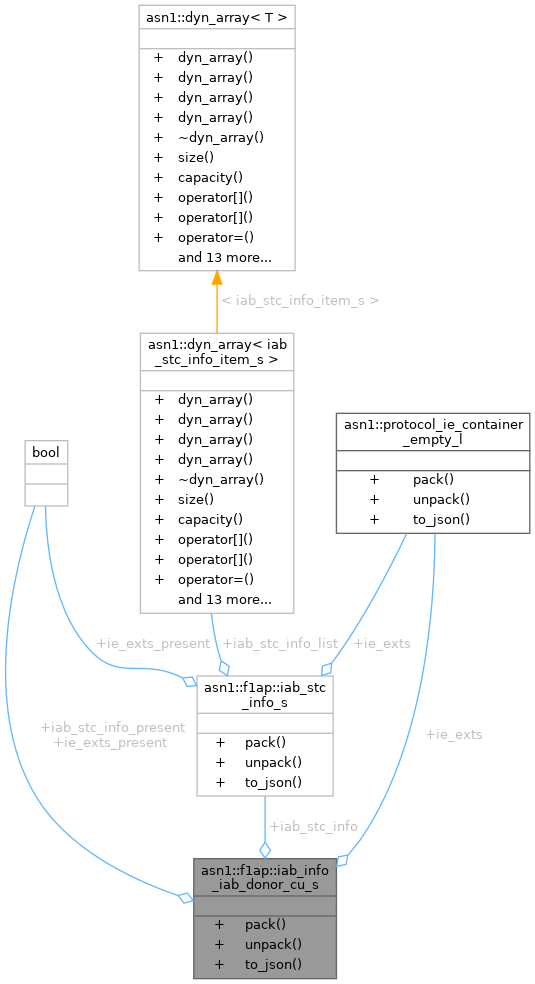 asn1::dyn_array< T >
+ dyn_array()
+ dyn_array()
+ dyn_array()
+ dyn_array()
+ ~dyn_array()
+ size()
+ capacity()
+ operator[]()
+ operator[]()
+ operator=()
and 13 more...
< iab_stc_info_item_s >
asn1::dyn_array< iab
_stc_info_item_s >
+ dyn_array()
+ dyn_array()
+ dyn_array()
+ dyn_array()
+ ~dyn_array()
+ size()
+ capacity()
+ operator[]()
+ operator[]()
+ operator=()
and 13 more...
bool
asn1::protocol_ie_container
_empty_l
+ pack()
+ unpack()
+ to_json()
+ie_exts_present
+iab_stc_info_list
+ie_exts
asn1::f1ap::iab_stc
_info_s
+ pack()
+ unpack()
+ to_json()
+iab_stc_info_present
+ie_exts_present
+ie_exts
+iab_stc_info
asn1::f1ap::iab_info
_iab_donor_cu_s
+ pack()
+ unpack()
+ to_json()